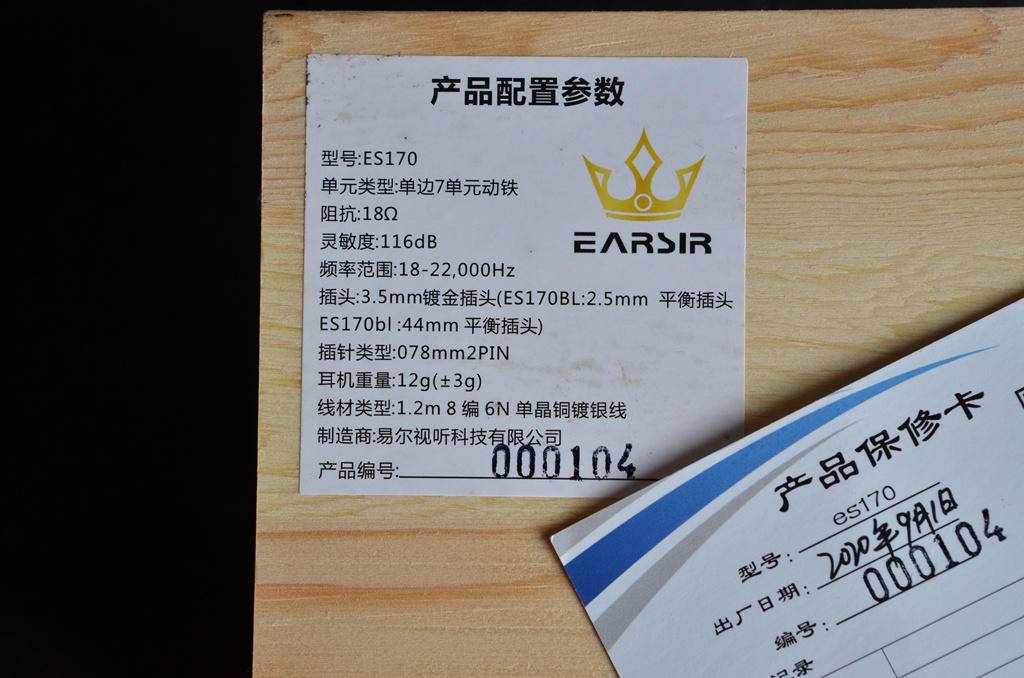 产品配置参数
型号:ES170
单元类型:单边7单元动铁
阻抗:18Ω
灵敏度:116dB
频率范围:18-22,000Hz
插头:3.5mm镀金插头(ES170BL:2.5mm 平衡插头
ES170bl :44mm 平衡插头)
插针类型:078mm2PIN
耳机重量:12g(±3g)
线材类型:1.2m 8 编 6N 单晶铜镀银线
制造商:易尔视听科技有限公司
产品编号:000104
EARSIR
产品保修卡
型号: es170
出厂日期: 2020年9月1日
编号: 000104
记录